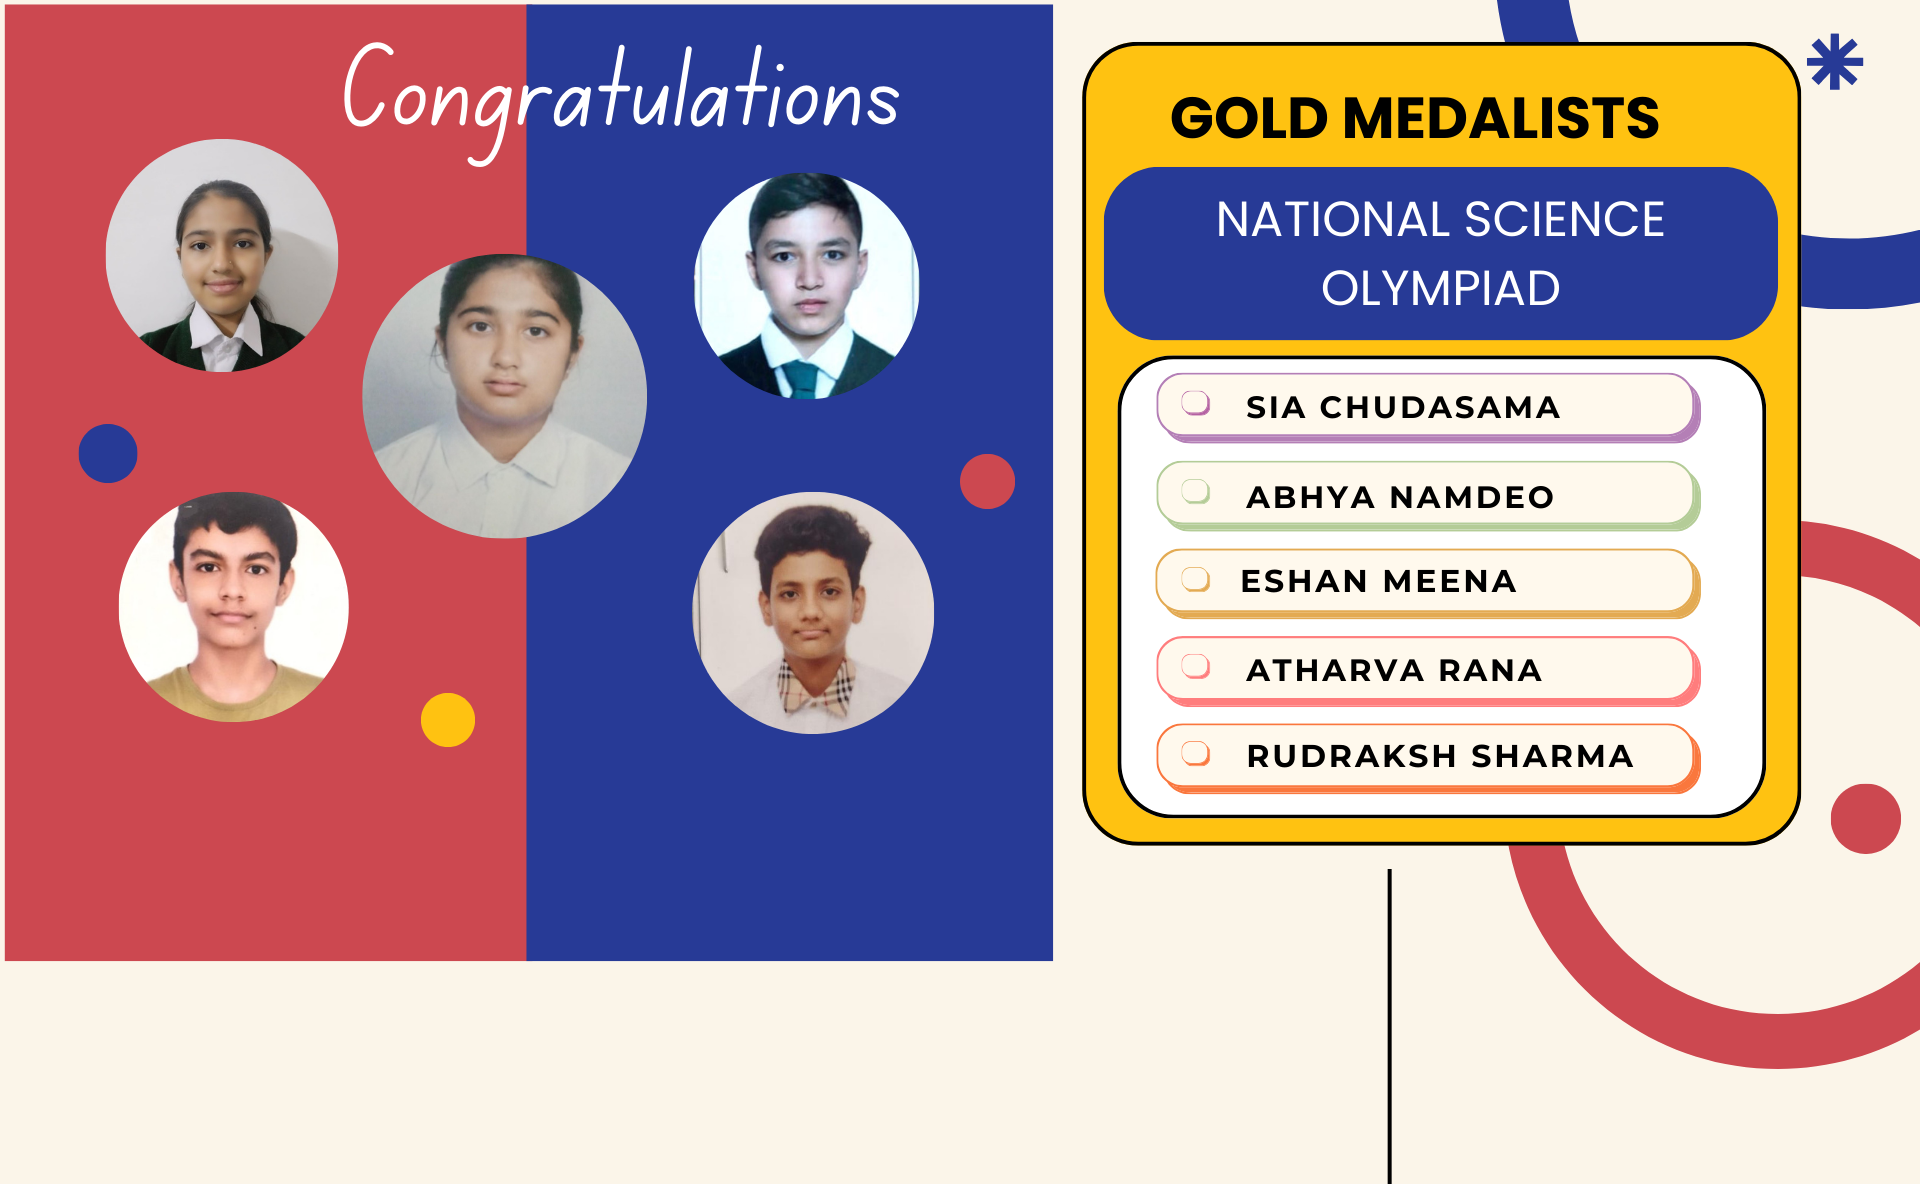 Congratulations
GOLD MEDALISTS
NATIONAL SCIENCE
OLYMPIAD
SIA CHUDASAMA
ABHYA NAMDEO
ESHAN MEENA
ATHARVA RANA
RUDRAKSH SHARMA